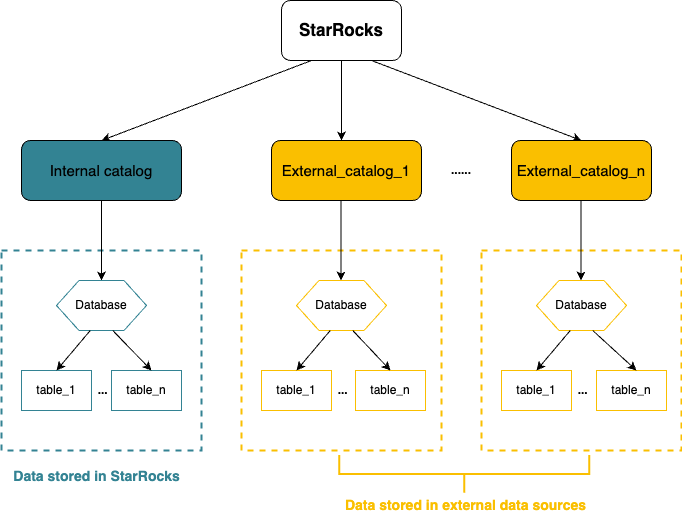 StarRocks
Internal catalog
External_catalog_1
......
External_catalog_n
Database
Database
Database
table_1
...
table_n
table_1
...
table_n
table_1
...
table_n
Data stored in StarRocks
Data stored in external data sources